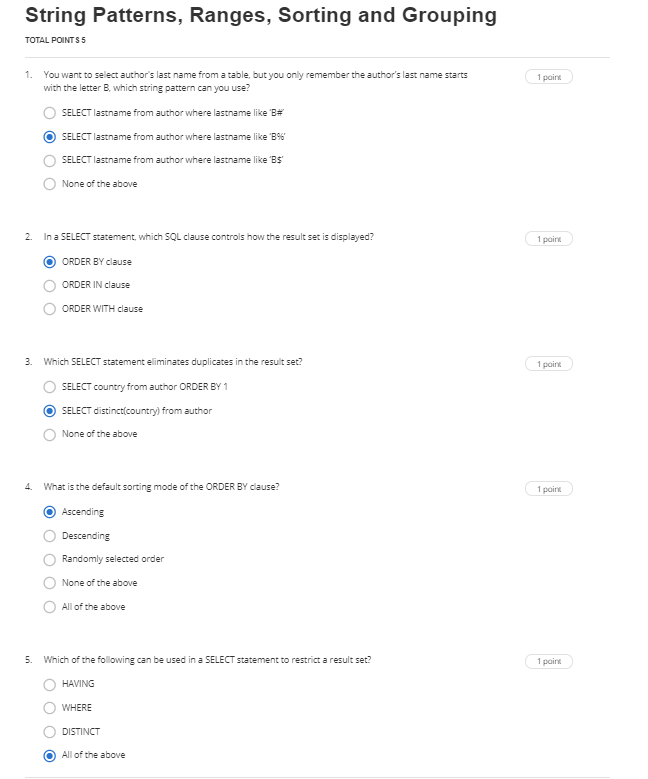 String Patterns, Ranges, Sorting and Grouping
TOTAL POINTS 5
1. You want to select author's last name from a table, but you only remember the author's last name starts
with the letter B, which string pattern can you use?
1 point
SELECT lastname from author where lastname like 'B#'
SELECT lastname from author where lastname like 'B%'
SELECT lastname from author where lastname like 'B$'
None of the above
2. In a SELECT statement, which SQL clause controls how the result set is displayed?
1 point
ORDER BY clause
ORDER IN clause
ORDER WITH clause
3. Which SELECT statement eliminates duplicates in the result set?
1 point
SELECT country from author ORDER BY 1
SELECT distinct(country) from author
None of the above
4. What is the default sorting mode of the ORDER BY clause?
1 point
Ascending
Descending
Randomly selected order
None of the above
All of the above
5. Which of the following can be used in a SELECT statement to restrict a result set?
1 point
HAVING
WHERE
DISTINCT
All of the above